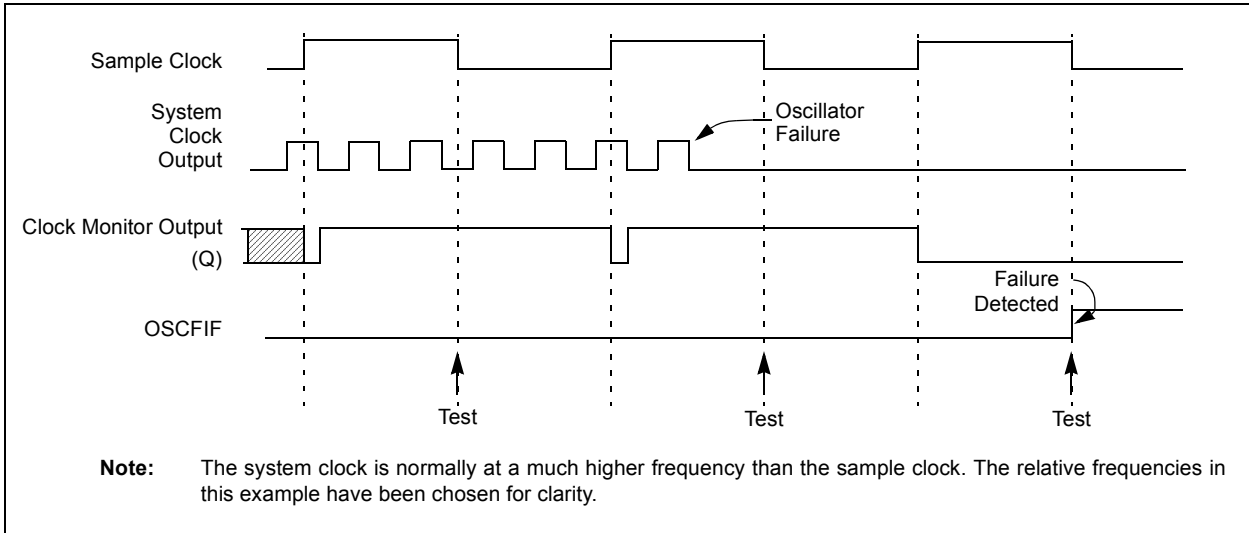 Sample Clock
System
Clock
Output
Oscillator
Failure
Clock Monitor Output
(Q)
Failure
Detected
OSCFIF
Test
Test
Test
Note: The system clock is normally at a much higher frequency than the sample clock. The relative frequencies in
this example have been chosen for clarity.